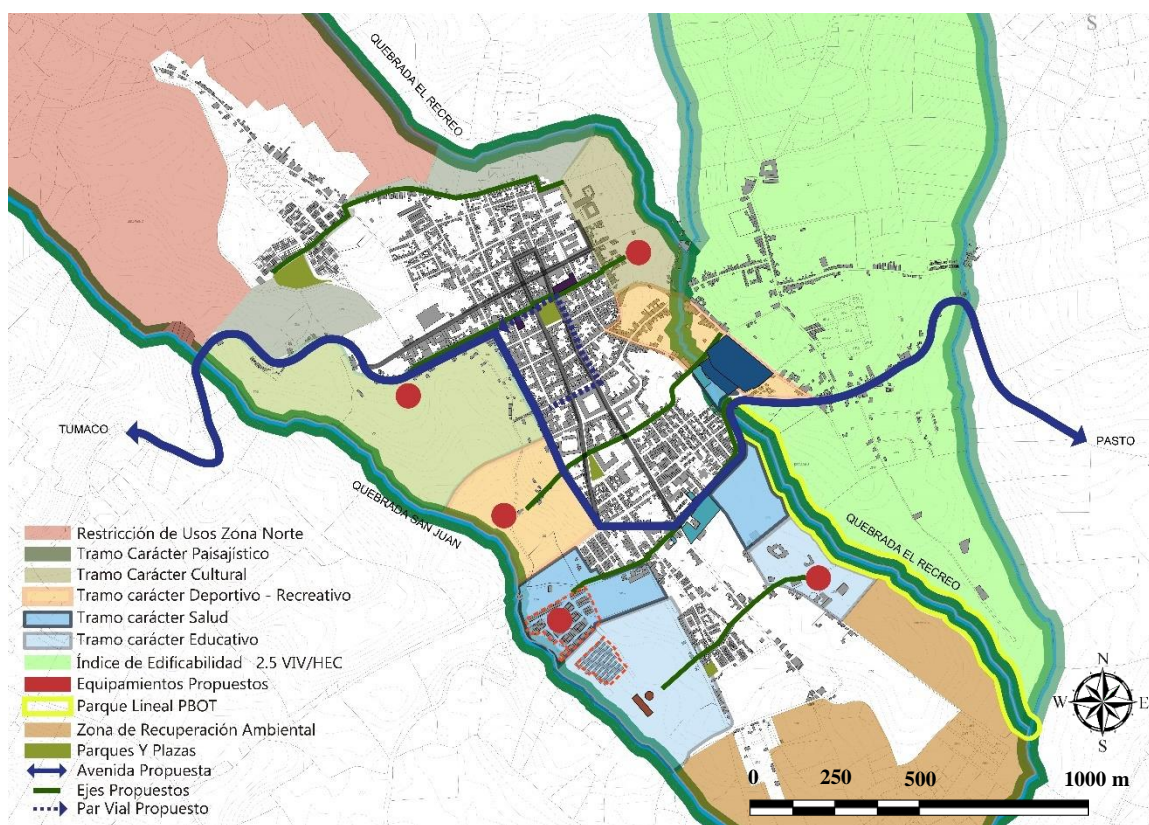 S
QUEBRADA EL RECREO
TUMACO
PASTO
QUEBRADA SAN JUAN
QUEBRADA EL RECREO
Restricción de Usos Zona Norte
Tramo Carácter Paisajístico
Tramo Carácter Cultural
Tramo carácter Deportivo - Recreativo
Tramo carácter Salud
Tramo carácter Educativo
Índice de Edificabilidad 2.5 VIV/HEC
Equipamientos Propuestos
Parque Lineal PBOT
Zona de Recuperación Ambiental
Parques Y Plazas
Avenida Propuesta
Ejes Propuestos
Par Vial Propuesto
N
W E
S
0 250 500 1000 m